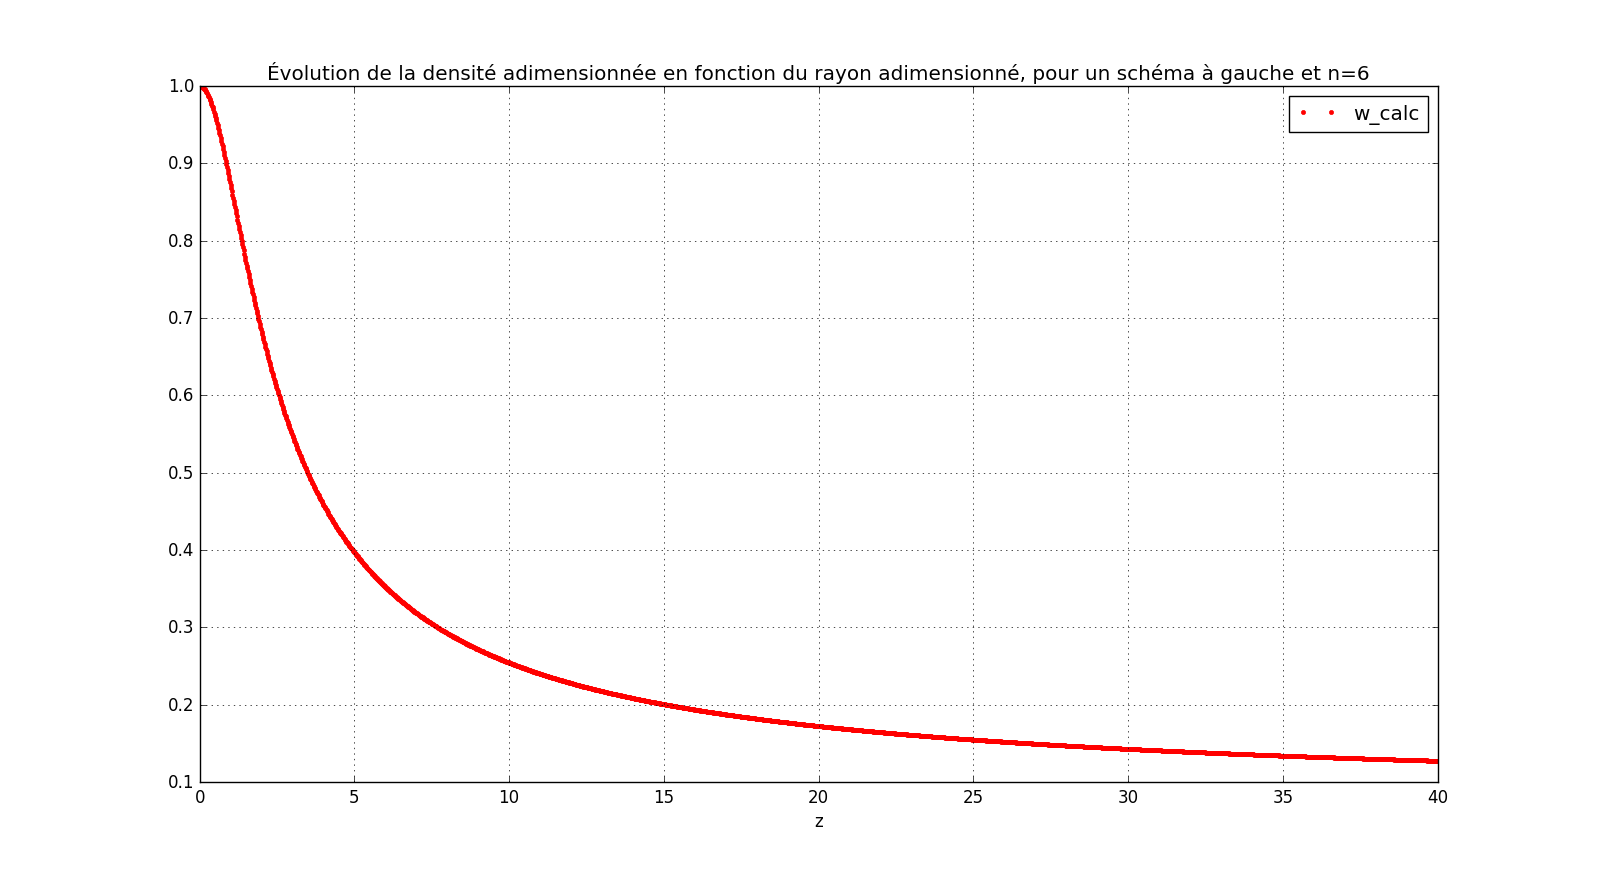 Évolution de la densité adimensionnée en fonction du rayon adimensionné, pour un schéma à gauche et n=6
1.0
w_calc
0.9
0.8
0.7
0.6
0.5
0.4
0.3
0.2
0.1
0 5 10 15 20 25 30 35 40
z